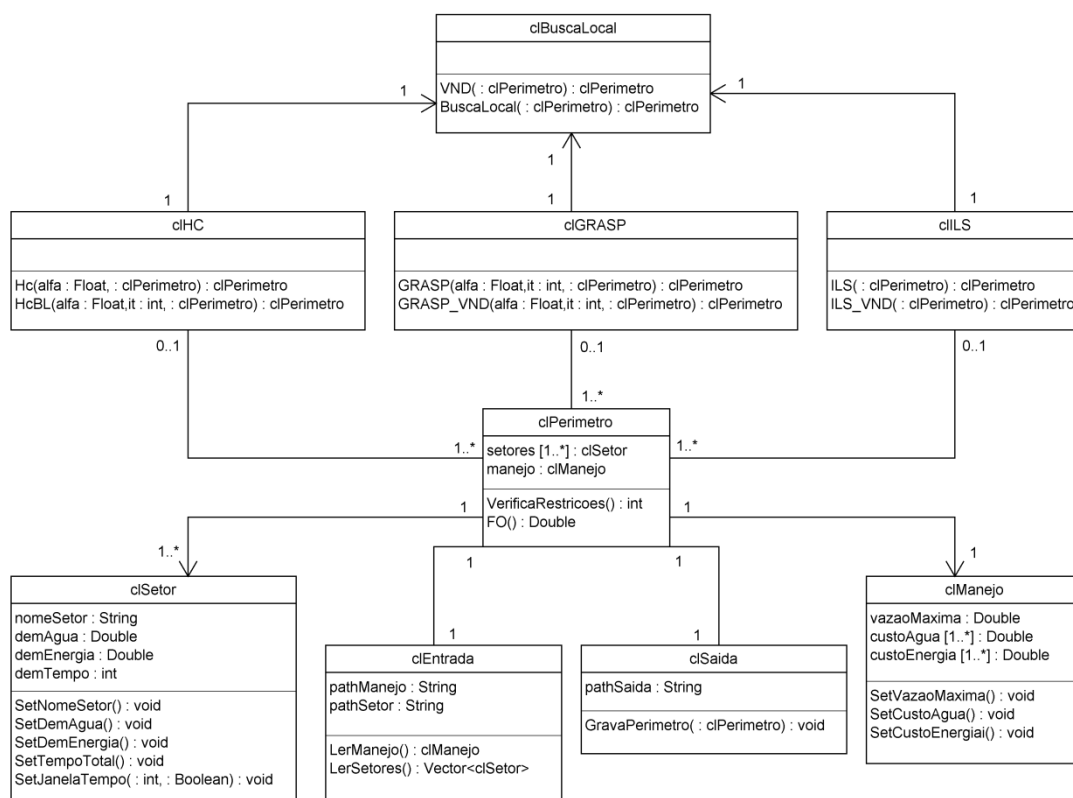 clBuscaLocal
VND( : clPerimetro) : clPerimetro
BuscaLocal( : clPerimetro) : clPerimetro
1
1
1
1
1
1
clHC
Hc(alfa : Float, : clPerimetro) : clPerimetro
HcBL(alfa : Float,it : int, : clPerimetro) : clPerimetro
clGRASP
GRASP(alfa : Float,it : int, : clPerimetro) : clPerimetro
GRASP_VND(alfa : Float,it : int, : clPerimetro) : clPerimetro
clILS
ILS( : clPerimetro) : clPerimetro
ILS_VND( : clPerimetro) : clPerimetro
0..1
0..1
0..1
1..*
1..*
1..*
clPerimetro
setores [1..*] : clSetor
manejo : clManejo
VerificaRestricoes() : int
FO() : Double
1
1
1
1
1..*
1
1
1
clSetor
nomeSetor : String
demAgua : Double
demEnergia : Double
demTempo : int
SetNomeSetor() : void
SetDemAgua() : void
SetDemEnergia() : void
SetTempoTotal() : void
SetJanelaTempo( : int, : Boolean) : void
clEntrada
pathManejo : String
pathSetor : String
LerManejo() : clManejo
LerSetores() : Vector<clSetor>
clSaida
pathSaida : String
GravaPerimetro( : clPerimetro) : void
clManejo
vazaoMaxima : Double
custoAgua [1..*] : Double
custoEnergia [1..*] : Double
SetVazaoMaxima() : void
SetCustoAgua() : void
SetCustoEnergiai() : void